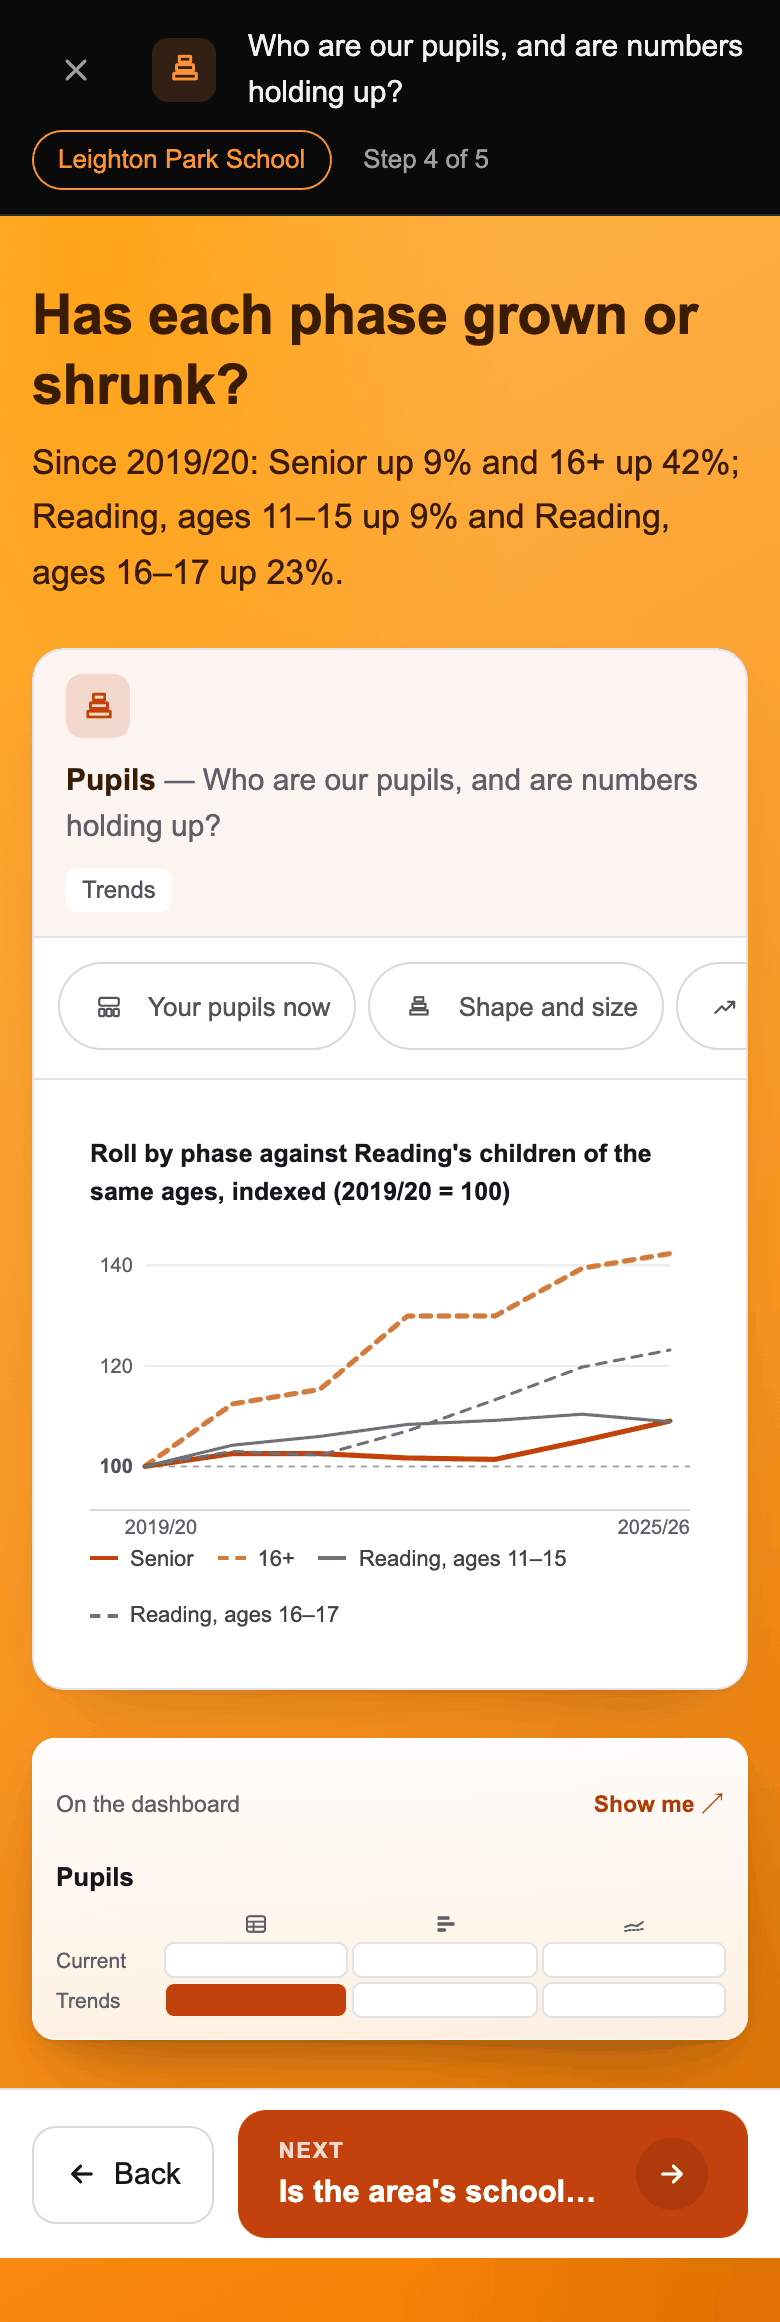 Who are our pupils, and are numbers
holding up?
Leighton Park School
Step 4 of 5
Has each phase grown or
shrunk?
Since 2019/20: Senior up 9% and 16+ up 42%;
Reading, ages 11–15 up 9% and Reading,
ages 16–17 up 23%.
Pupils — Who are our pupils, and are numbers
holding up?
Trends
Your pupils now
Shape and size
Roll by phase against Reading's children of the
same ages, indexed (2019/20 = 100)
140
120
100
2019/20
2025/26
Senior
16+
Reading, ages 11–15
Reading, ages 16–17
On the dashboard
Show me
Pupils
Current
Trends
Back
NEXT
Is the area's school...